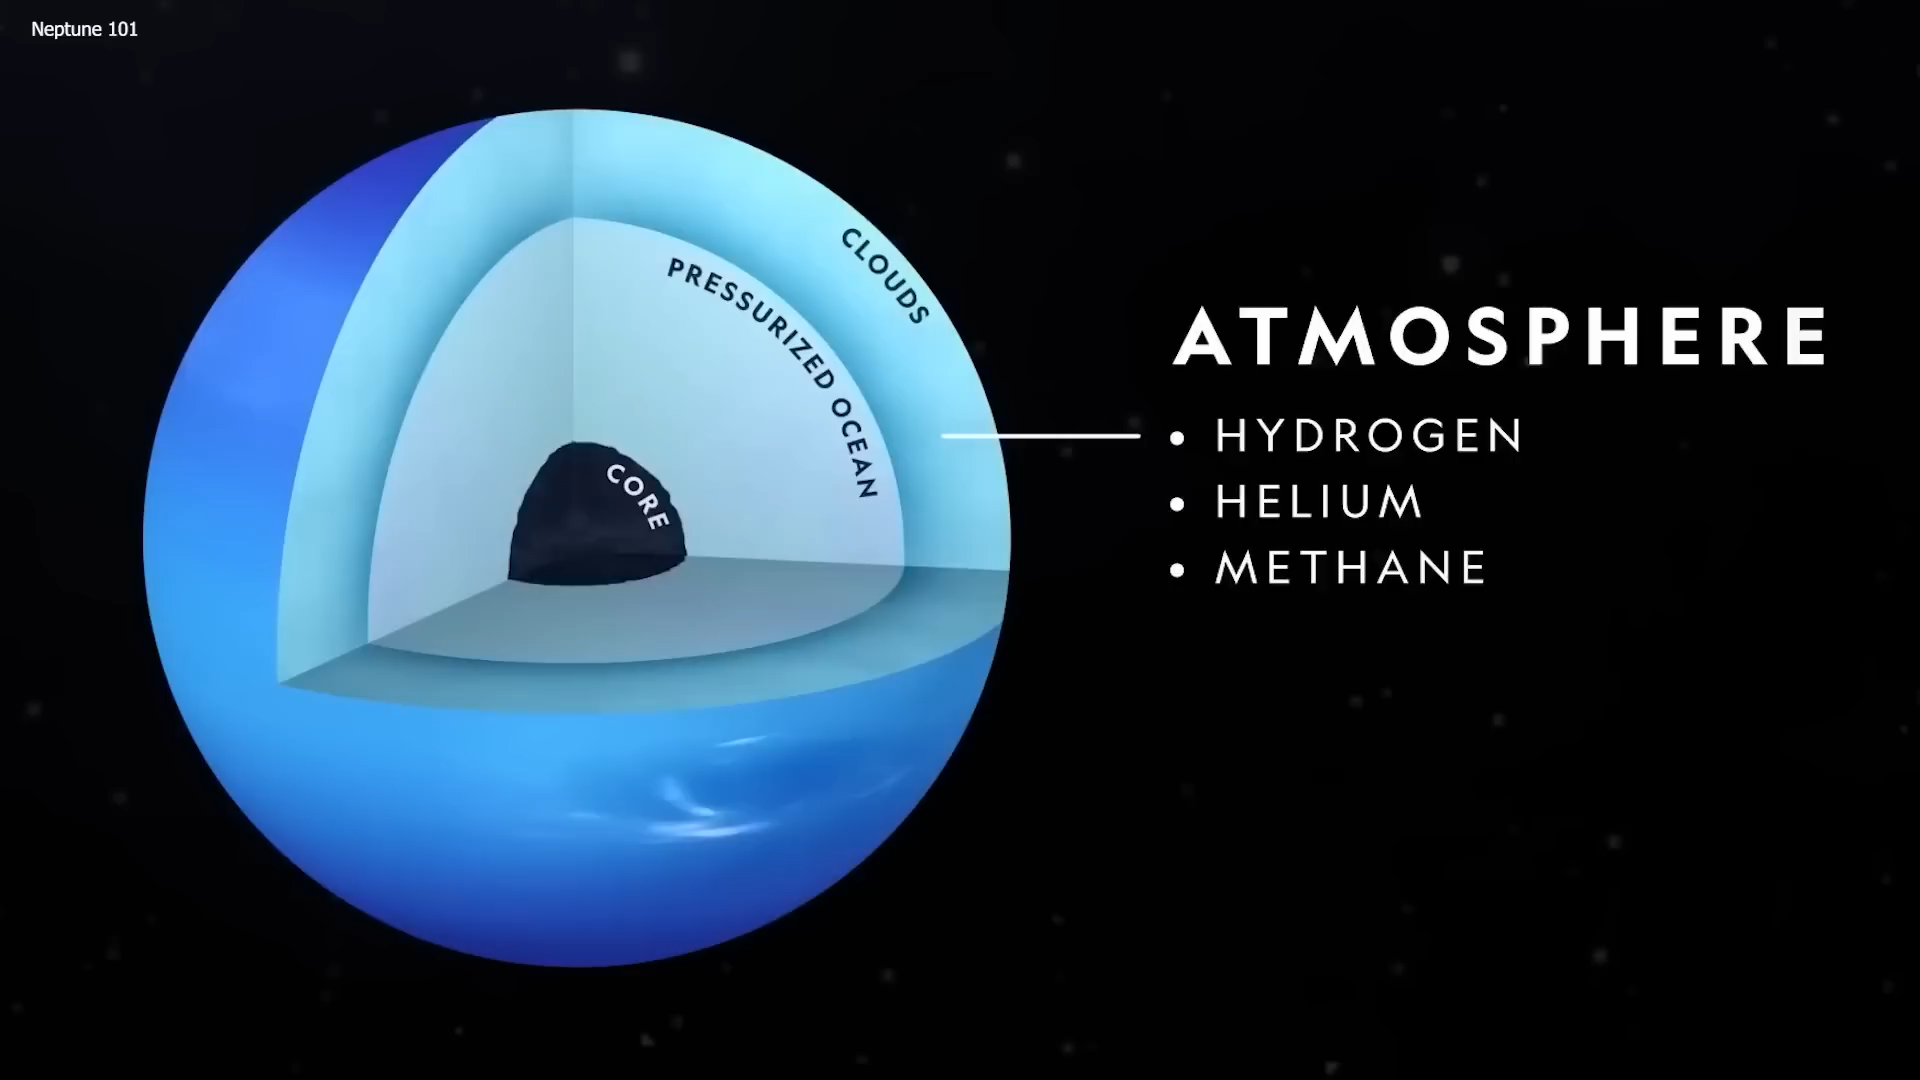 Neptune 101
CLOUDS
PRESSURIZED OCEAN
CORE
ATMOSPHERE
• HYDROGEN
• HELIUM
• METHANE